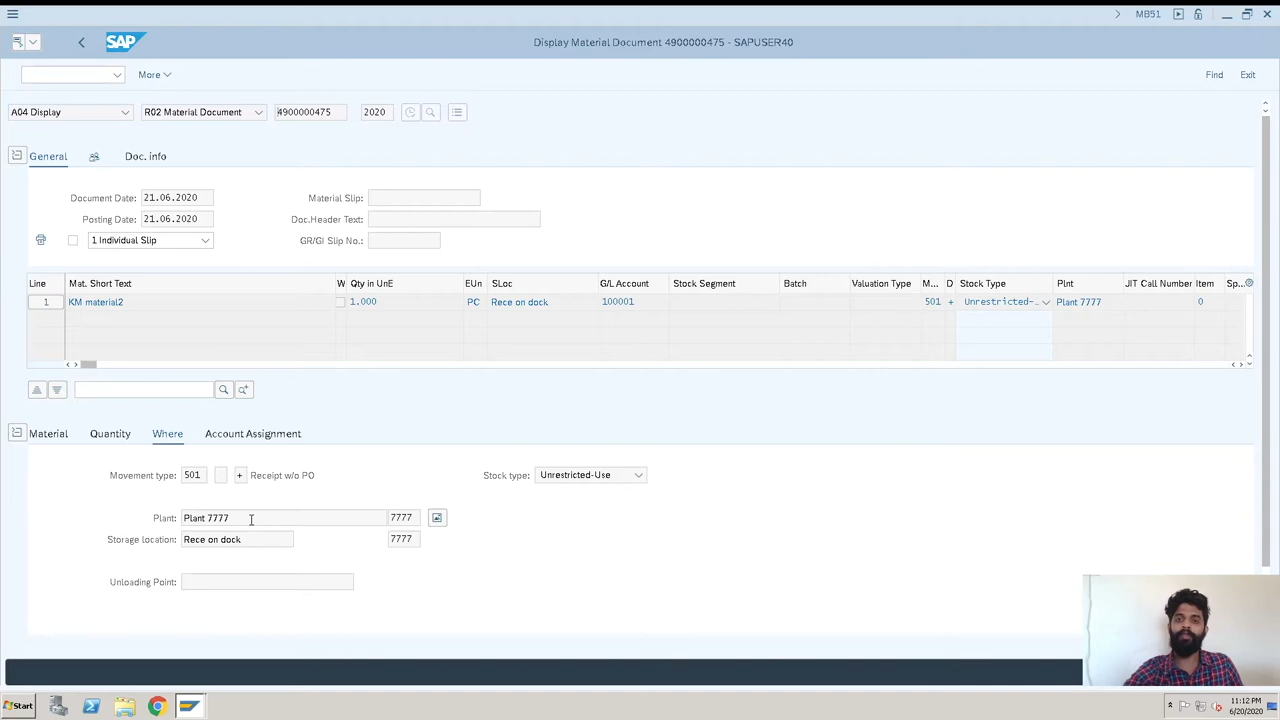 MB51
SAP
Display Material Document 4900000475 - SAPUSER40
More
Find
Exit
A04 Display
R02 Material Document
4900000475
2020
General
Doc. info
Document Date:
21.06.2020
Material Slip:
Posting Date:
21.06.2020
Doc.Header Text:
1 Individual Slip
GR/GI Slip No.:
Line
Mat. Short Text
W
Qty in UnE
EUn
SLoc
G/L Account
Stock Segment
Batch
Valuation Type
M...
D
Stock Type
Plnt
JIT Call Number
Item
Sp...
1
KM material2
1.000
PC
Rece on dock
100001
501
+
Unrestricted-...
Plant 7777
0
Material
Quantity
Where
Account Assignment
Movement type:
501
+
Receipt w/o PO
Stock type:
Unrestricted-Use
Plant:
Plant 7777
7777
Storage location:
Rece on dock
7777
Unloading Point:
Start
11:12 PM
6/20/2020